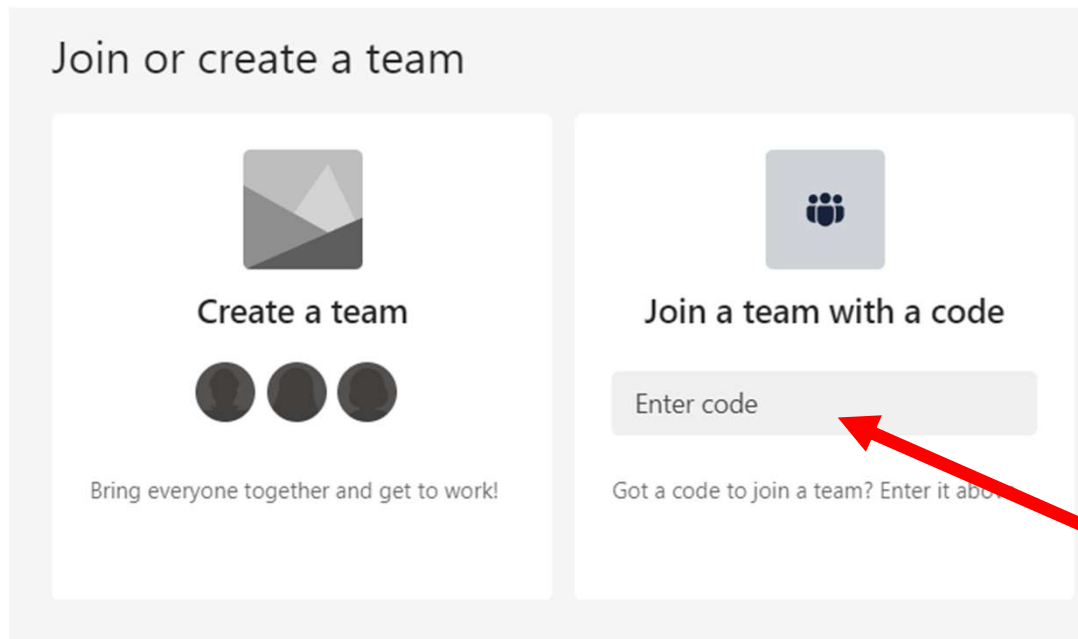 Join or create a team
Create a team
Bring everyone together and get to work!
Join a team with a code
Enter code
Got a code to join a team? Enter it above